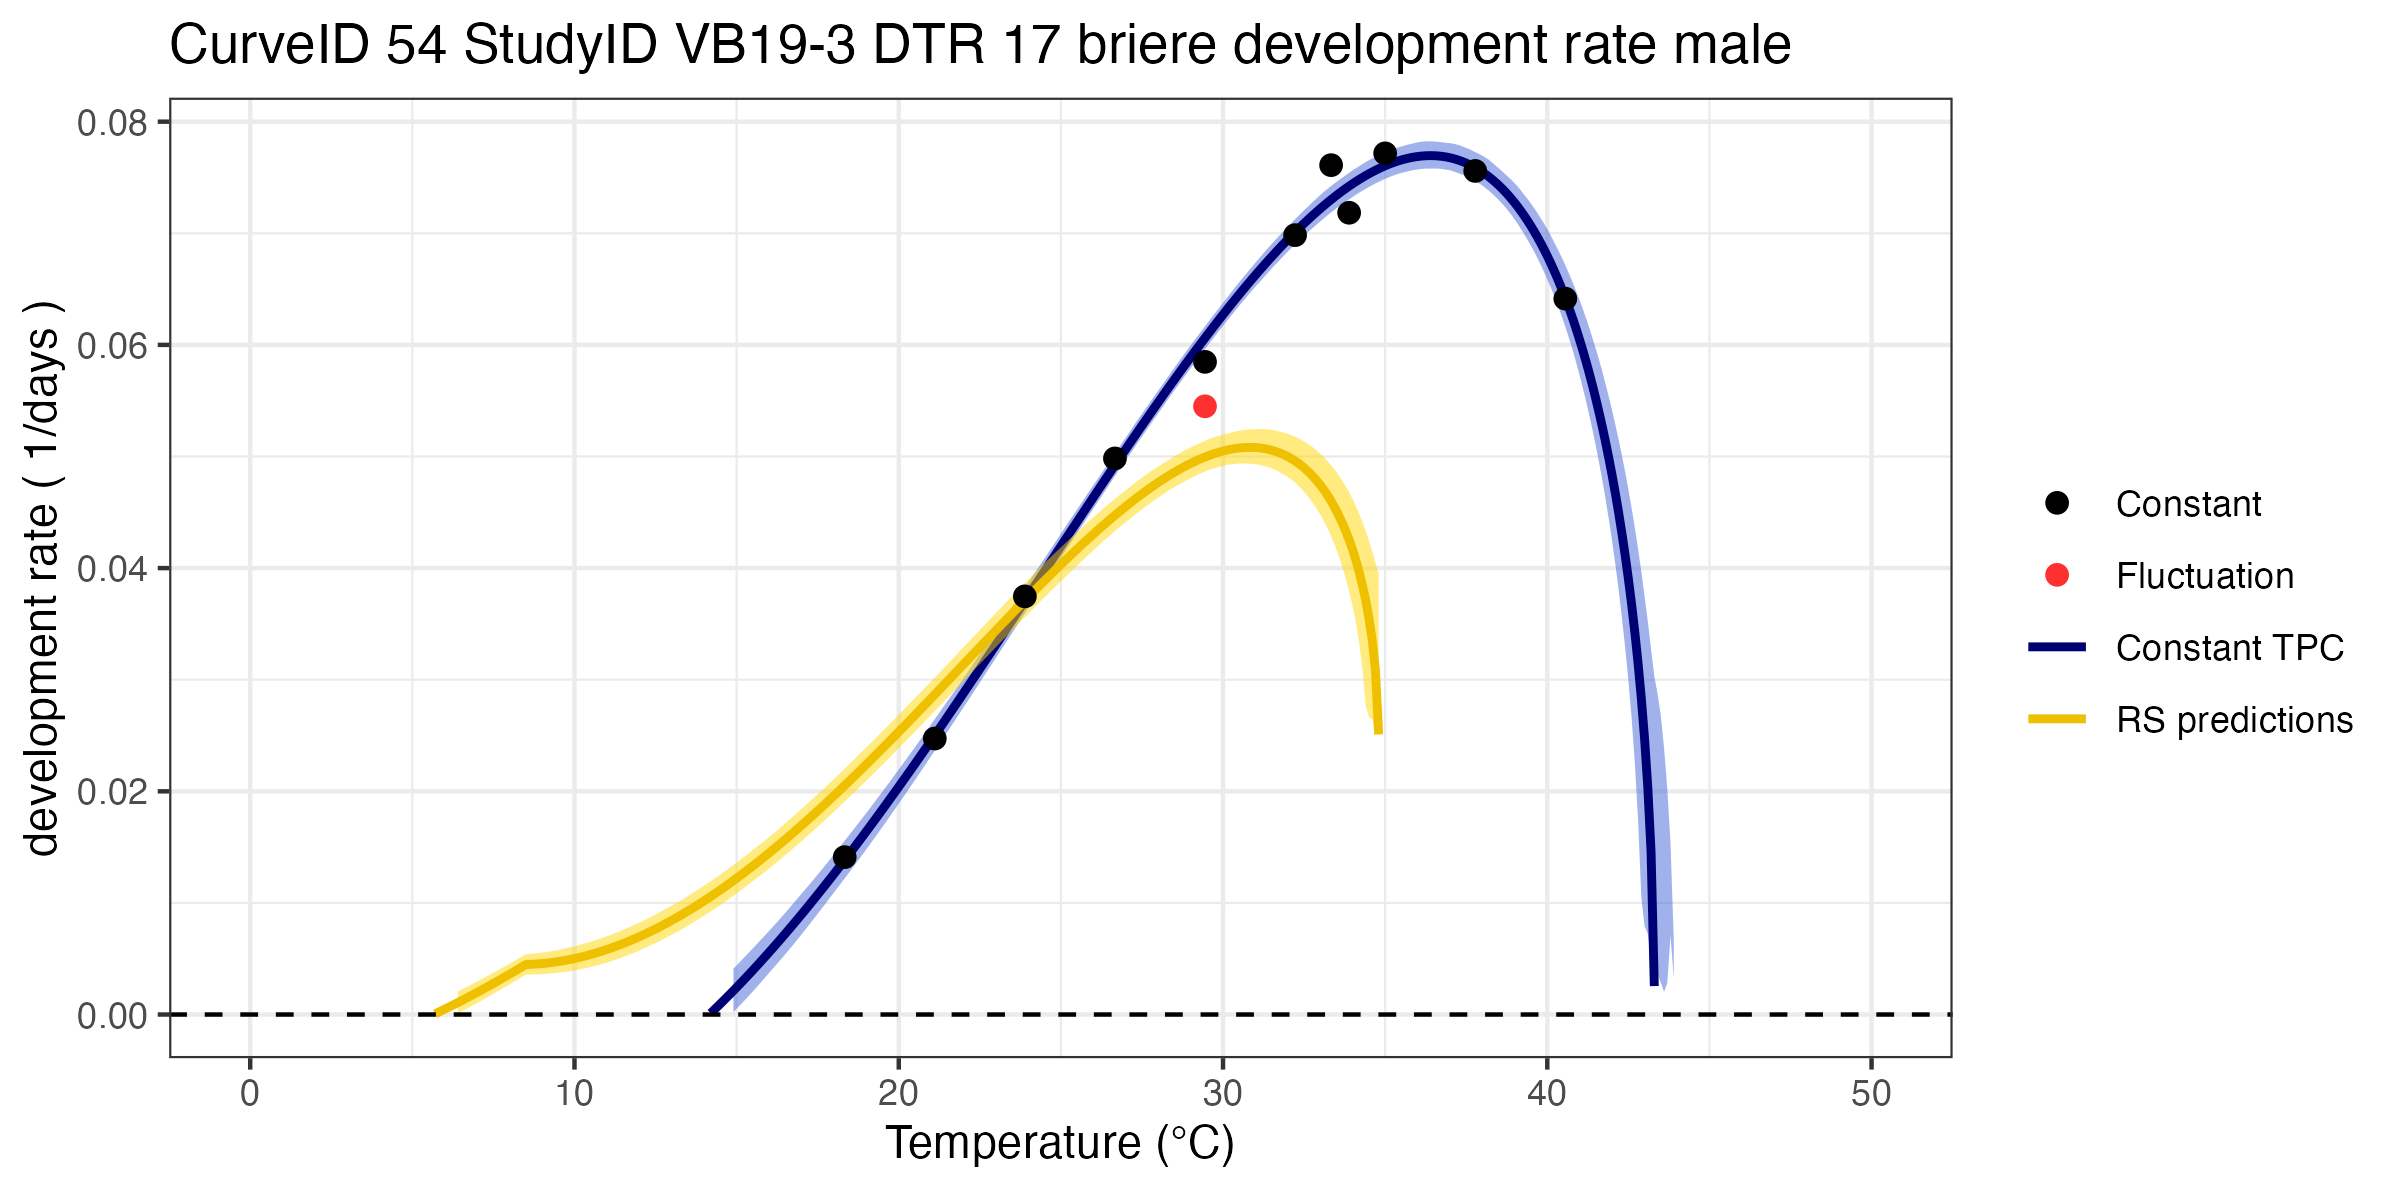 CurveID 54 StudyID VB19-3 DTR 17 briere development rate male
development rate ( 1/days )
0.08
0.06
0.04
0.02
0.00
0 10 20 30 40 50
Temperature (°C)
Constant
Fluctuation
Constant TPC
RS predictions